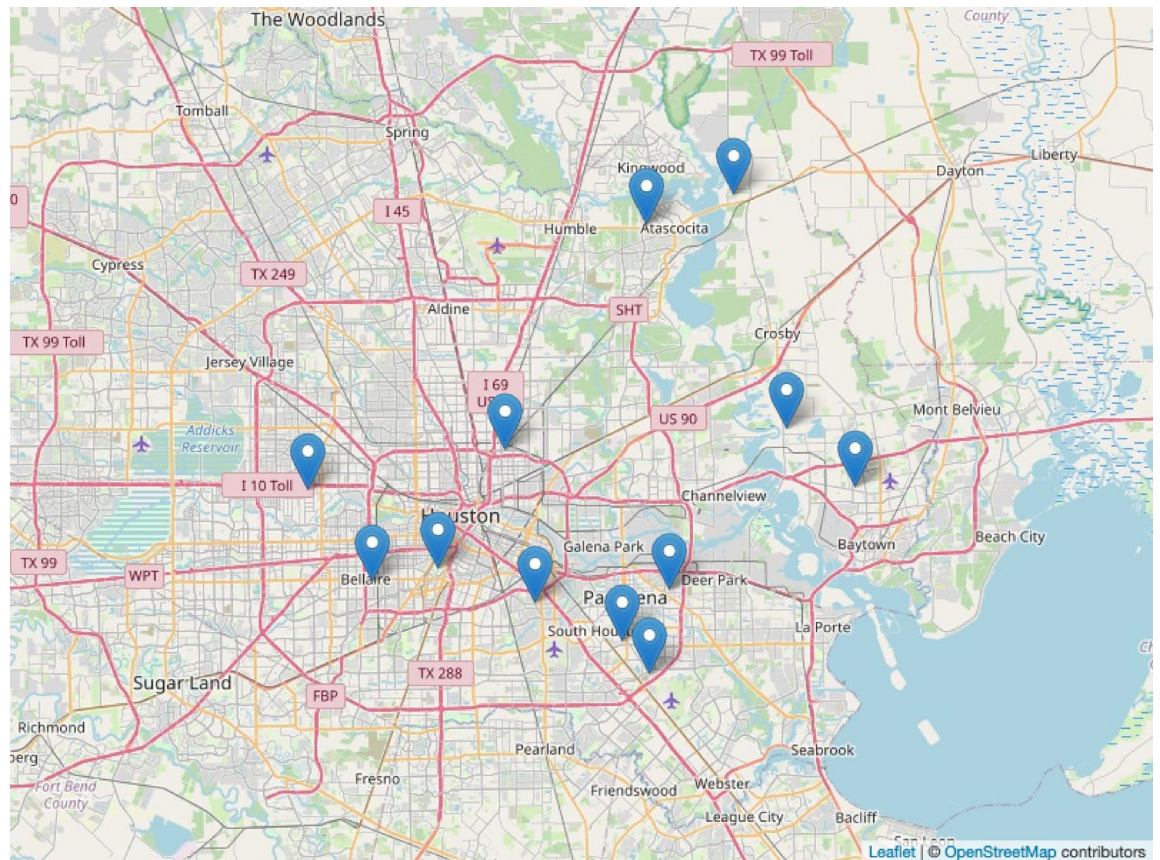 The Woodlands
County
TX 99 Toll
Tomball
Spring
Liberty
Kingwood
Dayton
0
I 45
Humble
Atascocita
Cypress
TX 249
Aldine
SHT
Crosby
TX 99 Toll
Jersey Village
I 69
Mont Belvieu
US 90
Addicks
Reservoir
I 10 Toll
Channelview
Houston
Beach City
Galena Park
Baytown
TX 99
WPT
Bellaire
Deer Park
La Porte
TX 288
Sugar Land
FBP
Richmond
Pearland
Seabrook
Fresno
Webster
Fort Bend
County
Friendswood
League City
Bacliff
Leaflet | © OpenStreetMap contributors